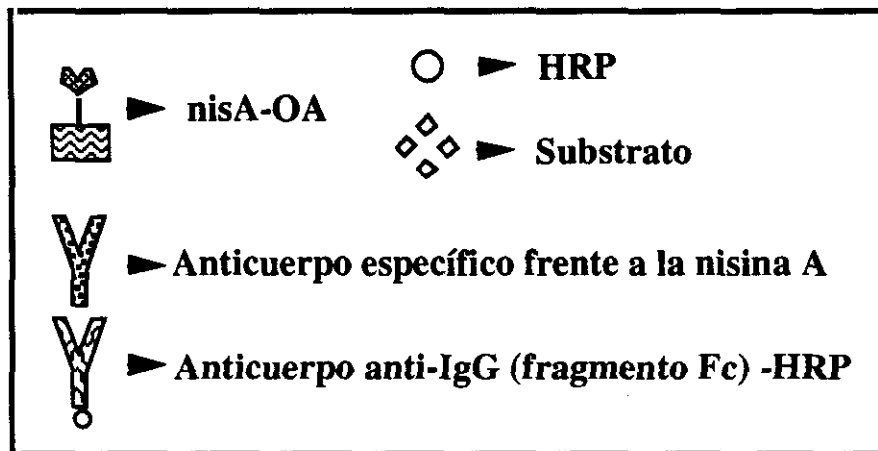 nisA-OA
HRP
Substrato
Anticuerpo específico frente a la nisina A
Anticuerpo anti-IgG (fragmento Fc) -HRP